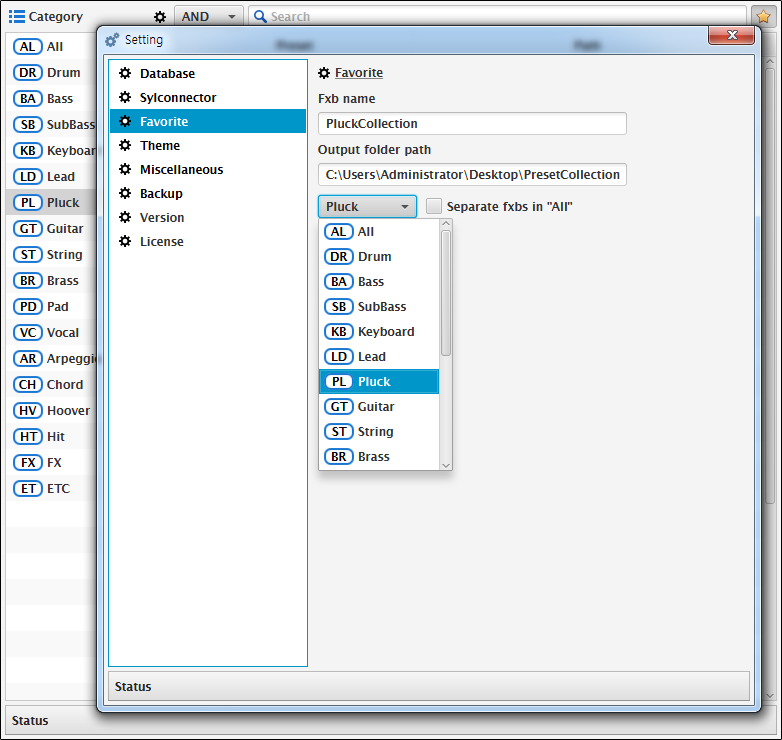 Category
AND
Search
AL All
DR Drum
BA Bass
SB SubBass
KB Keyboar
LD Lead
PL Pluck
GT Guitar
ST String
BR Brass
PD Pad
VC Vocal
AR Arpeggio
CH Chord
HV Hoover
HT Hit
FX FX
ET ETC
Status
Setting
Preset
Path
Database
Sylconnector
Favorite
Theme
Miscellaneous
Backup
Version
License
Favorite
Fxb name
PluckCollection
Output folder path
C:\Users\Administrator\Desktop\PresetCollection
Pluck
Separate fxbs in "All"
AL All
DR Drum
BA Bass
SB SubBass
KB Keyboard
LD Lead
PL Pluck
GT Guitar
ST String
BR Brass
Status